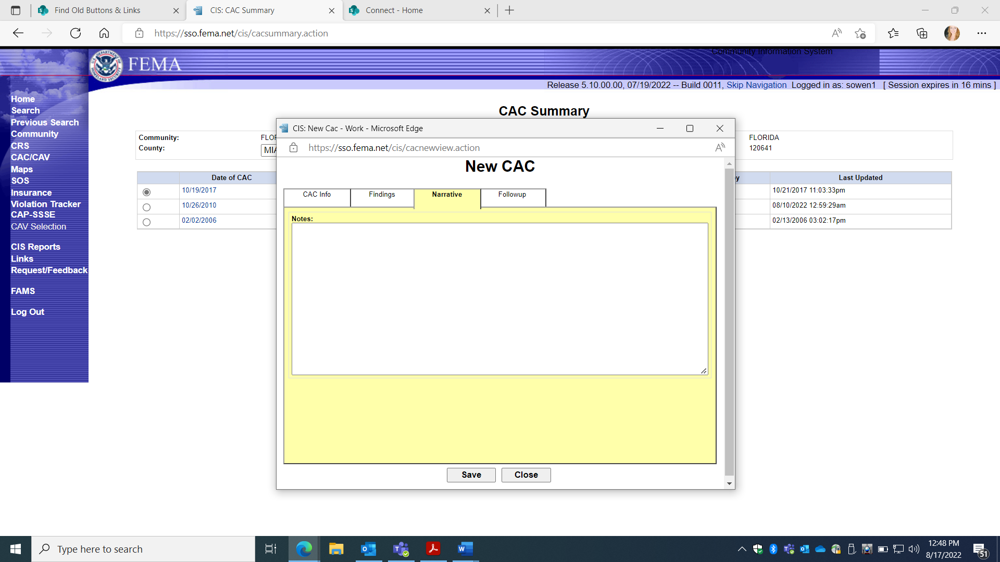 Find Old Buttons & Links
CIS: CAC Summary
Connect - Home
https://sso.fema.net/cis/cacsummary.action
Community Information System
FEMA
Release 5.10.00.00, 07/19/2022 -- Build 0011, Skip Navigation Logged in as: sowen1 [ Session expires in 16 mins ]
Home
Search
Previous Search
Community
CRS
CAC/CAV
Maps
SOS
Insurance
Violation Tracker
CAP-SSSE
CAV Selection
CIS Reports
Links
Request/Feedback
FAMS
Log Out
CAC Summary
Community: FLORIDA
County: 120641
Date of CAC Last Updated
10/19/2017 10/21/2017 11:03:33pm
10/26/2010 08/10/2022 12:59:29am
02/02/2006 02/13/2006 03:02:17pm
CIS: New Cac - Work - Microsoft Edge
https://sso.fema.net/cis/cacnewview.action
New CAC
CAC Info Findings Narrative Followup
Notes:
Save Close
Type here to search
12:48 PM
8/17/2022
51